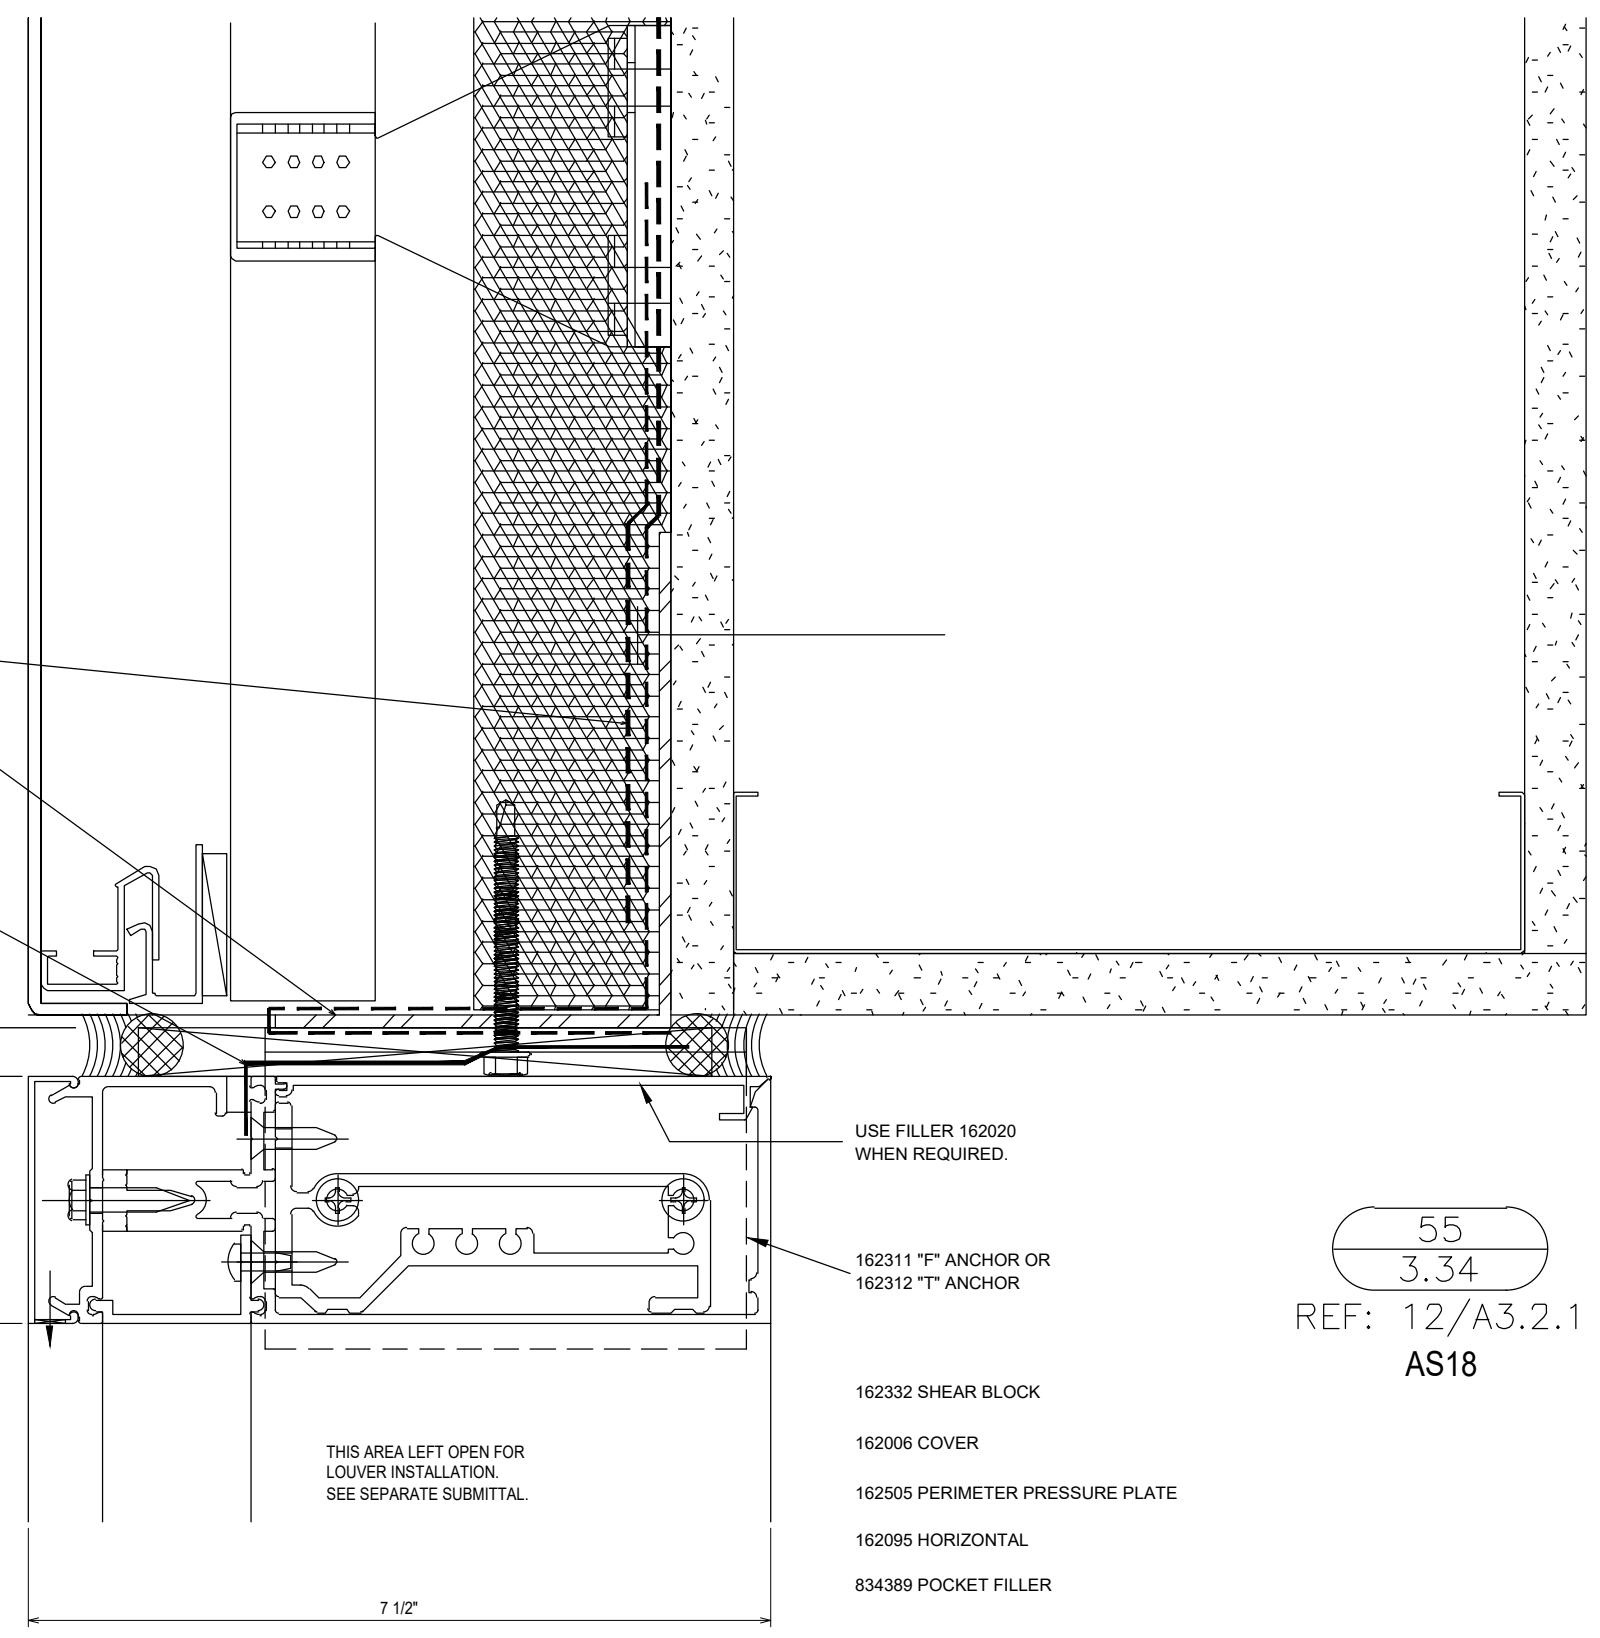 USE FILLER 162020
WHEN REQUIRED.
162311 "F" ANCHOR OR
162312 "T" ANCHOR
55
3.34
REF: 12/A3.2.1
AS18
162332 SHEAR BLOCK
162006 COVER
162505 PERIMETER PRESSURE PLATE
162095 HORIZONTAL
834389 POCKET FILLER
THIS AREA LEFT OPEN FOR
LOUVER INSTALLATION.
SEE SEPARATE SUBMITTAL.
7 1/2"